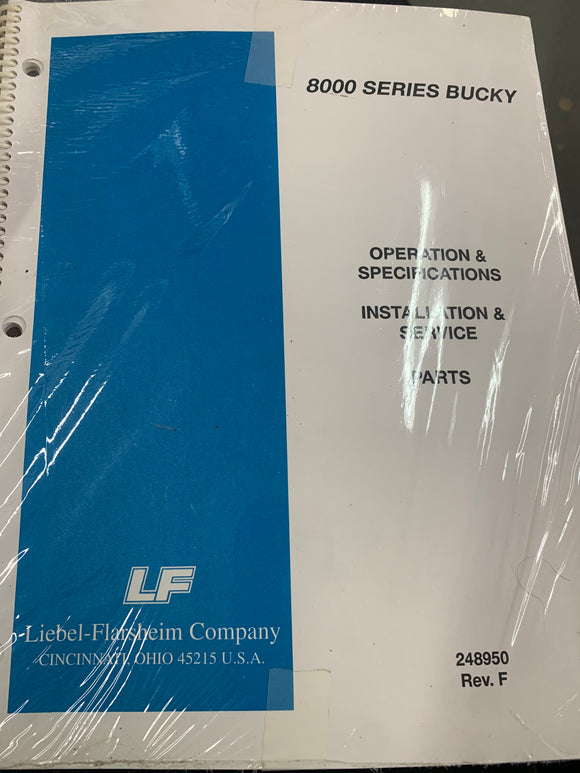 8000 SERIES BUCKY
OPERATION &
SPECIFICATIONS
INSTALLATION &
SERVICE
PARTS
LF
Liebel-Flarsheim Company
CINCINNATI, OHIO 45215 U.S.A.
248950
Rev. F